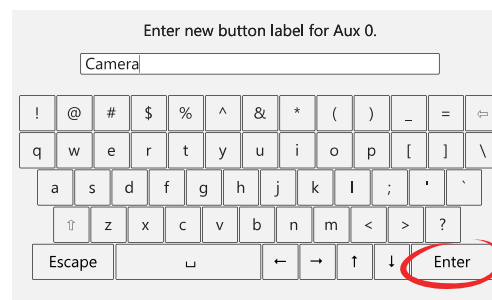 Enter new button label for Aux 0.
Camera
! @ # $ % ^ & * ( ) _ = ⇦
q w e r t y u i o p [ ] \
a s d f g h j k l ; ' `
⇧ z x c v b n m < > ?
Escape ␣ ← → ↑ ↓ Enter